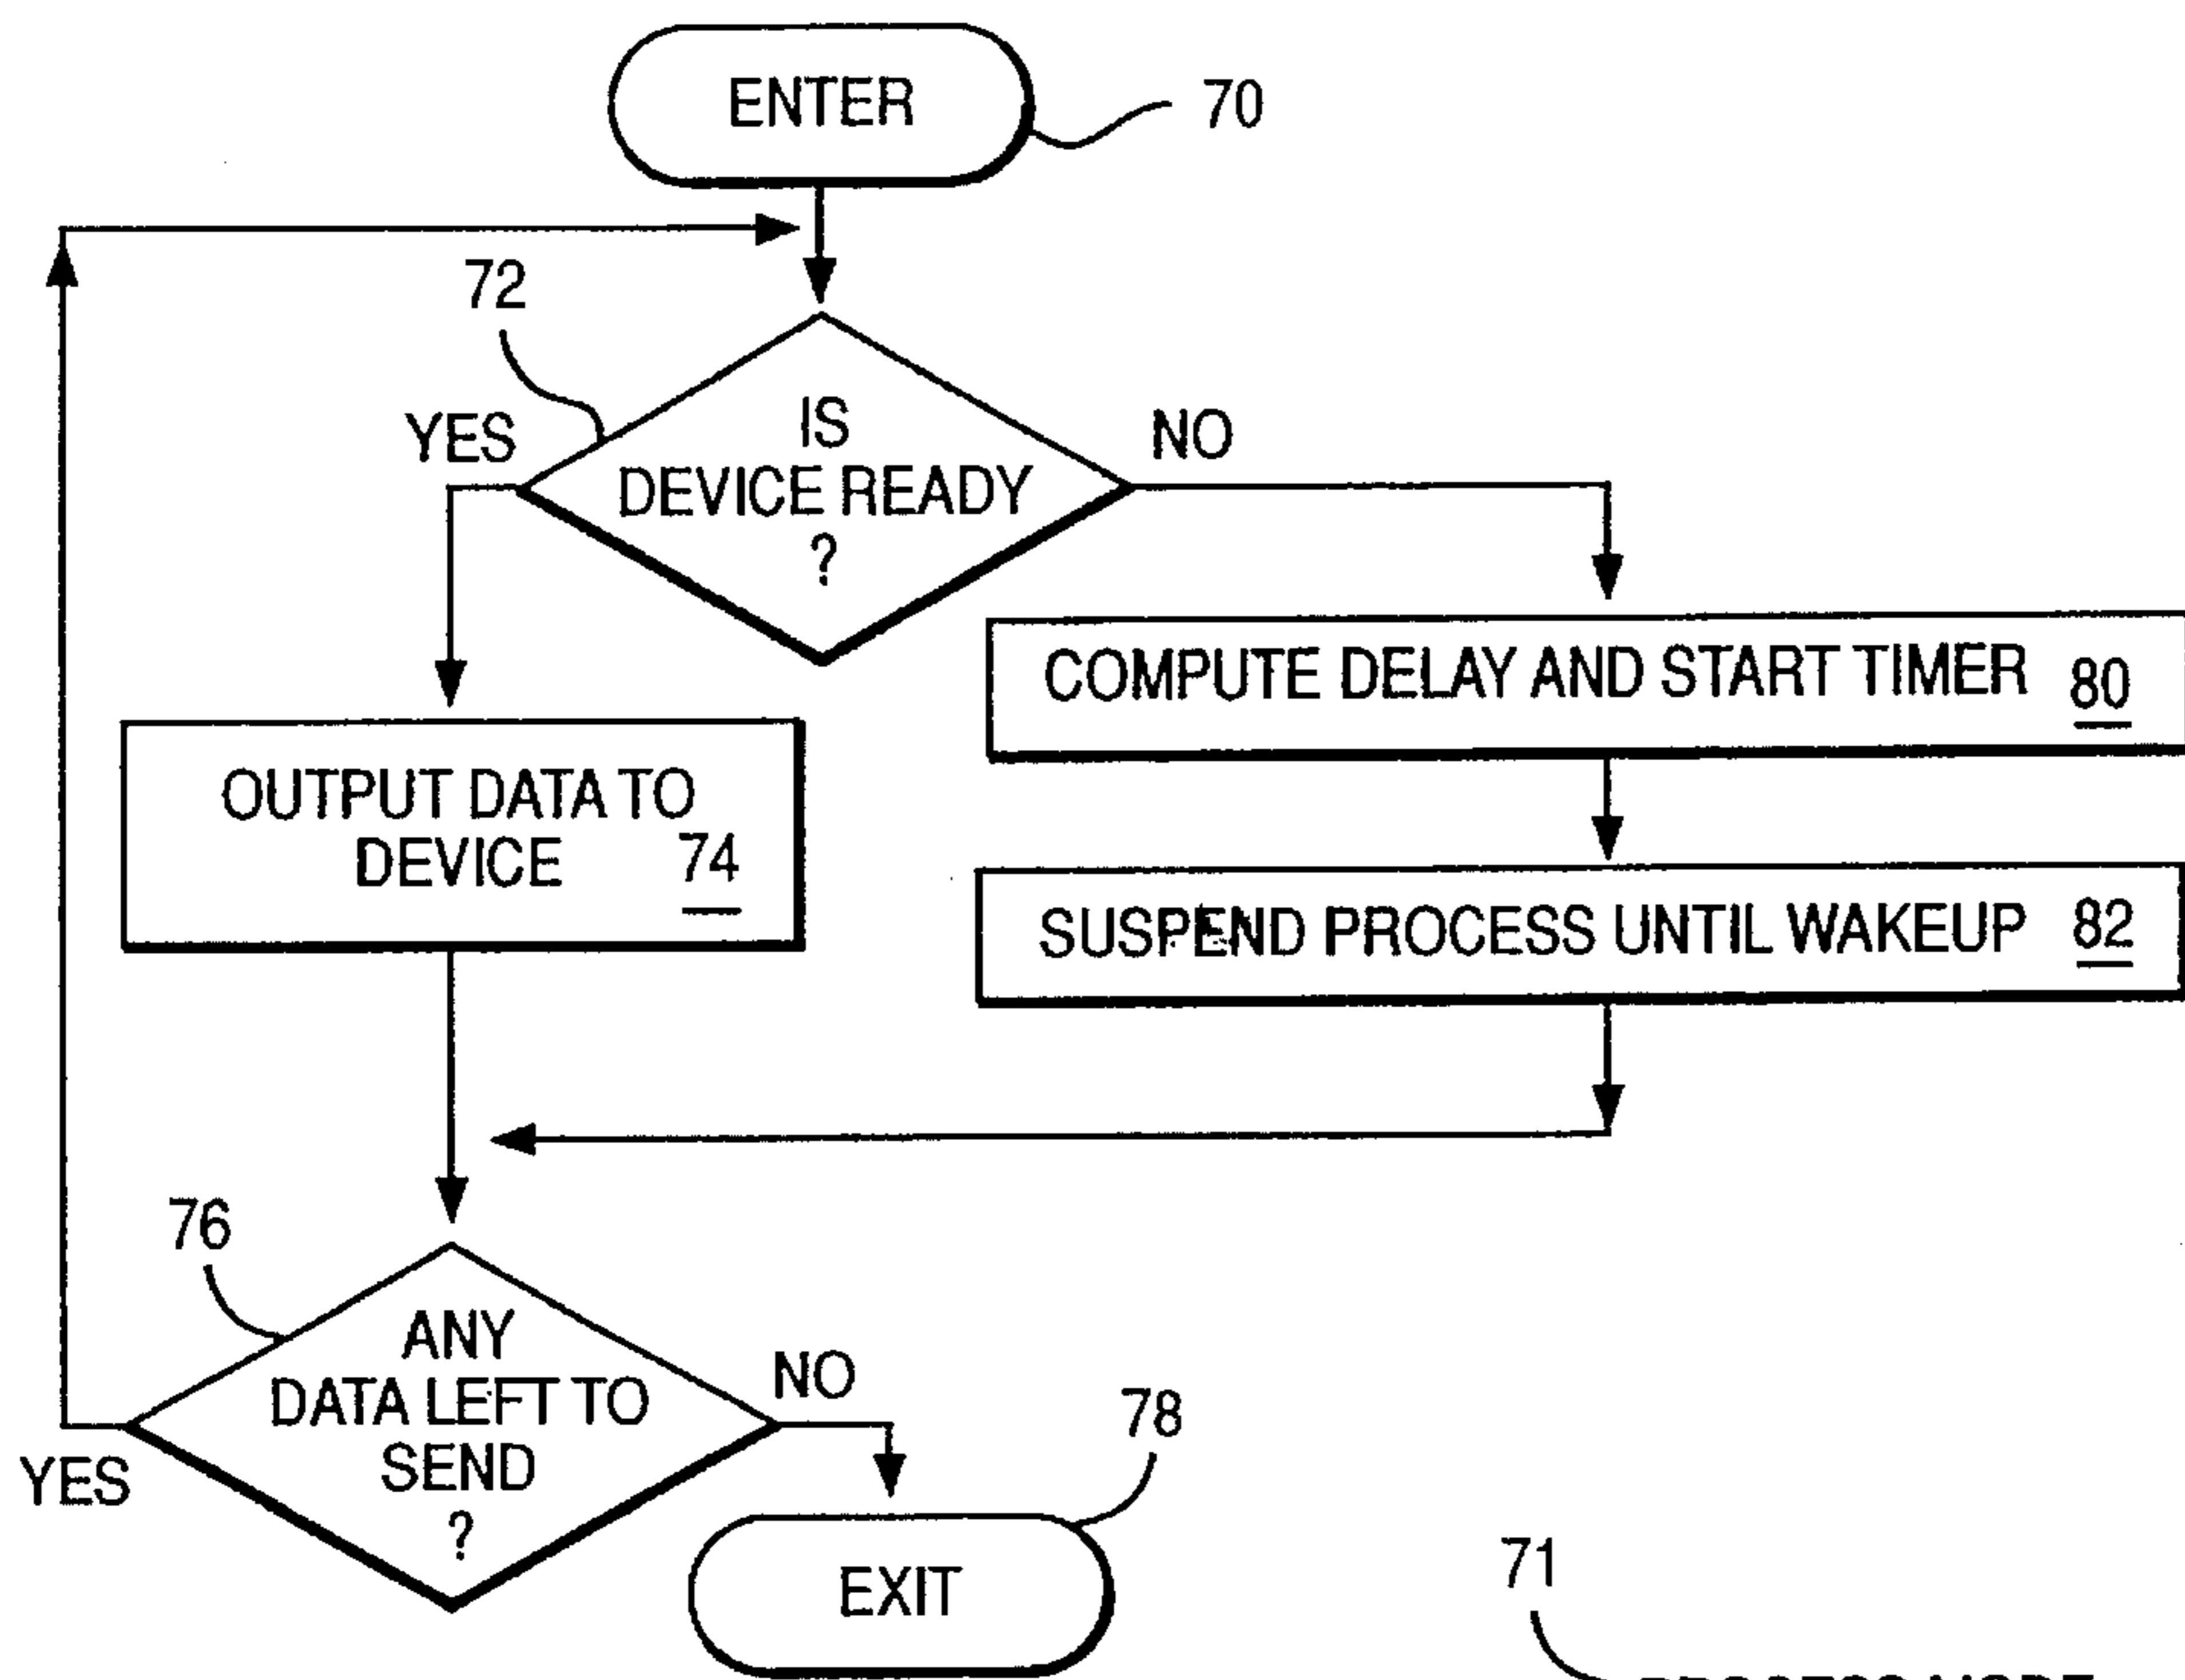 ENTER
70
72
YES
IS
DEVICE READY
?
NO
COMPUTE DELAY AND START TIMER 80
OUTPUT DATA TO
DEVICE 74
SUSPEND PROCESS UNTIL WAKEUP 82
76
ANY
DATA LEFT TO
SEND
?
YES
NO
78
EXIT
71